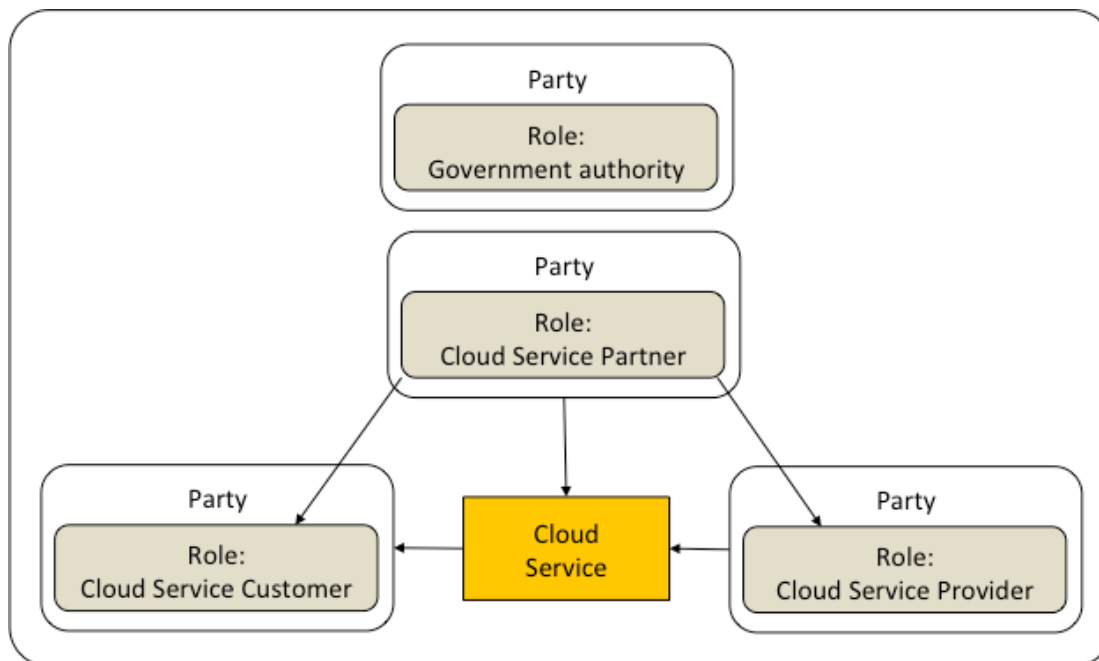 Party
Role:
Government authority
Party
Role:
Cloud Service Partner
Party
Role:
Cloud Service Customer
Cloud
Service
Party
Role:
Cloud Service Provider